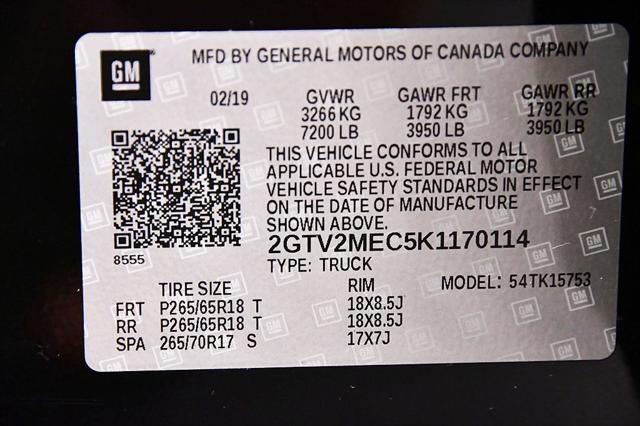 GM
MFD BY GENERAL MOTORS OF CANADA COMPANY
02/19 GVWR GAWR FRT GAWR RR
3266 KG 1792 KG 1792 KG
7200 LB 3950 LB 3950 LB
THIS VEHICLE CONFORMS TO ALL
APPLICABLE U.S. FEDERAL MOTOR
VEHICLE SAFETY STANDARDS IN EFFECT
ON THE DATE OF MANUFACTURE
SHOWN ABOVE.
8555
2GTV2MEC5K1170114
TYPE: TRUCK MODEL: 54TK15753
TIRE SIZE RIM
FRT P265/65R18 T 18X8.5J
RR P265/65R18 T 18X8.5J
SPA 265/70R17 S 17X7J